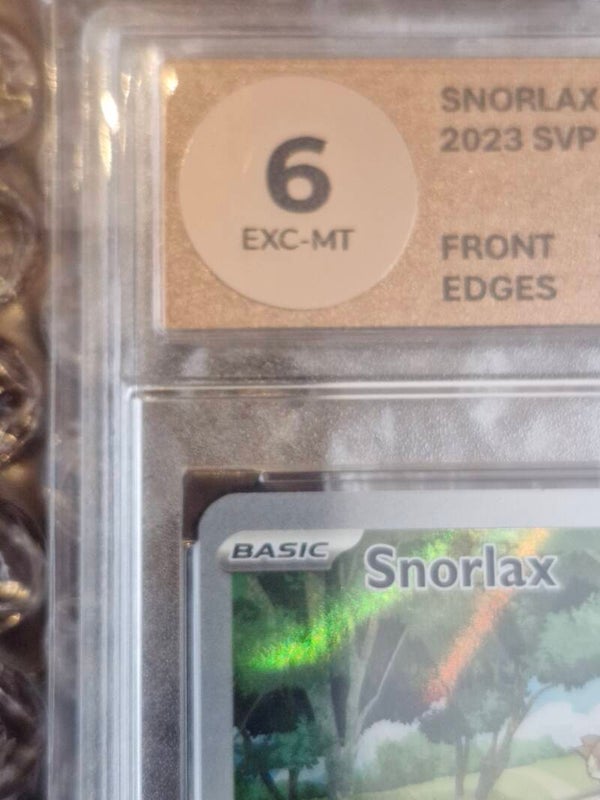 6
EXC-MT
SNORLAX
2023 SVP
FRONT
EDGES
BASIC
Snorlax